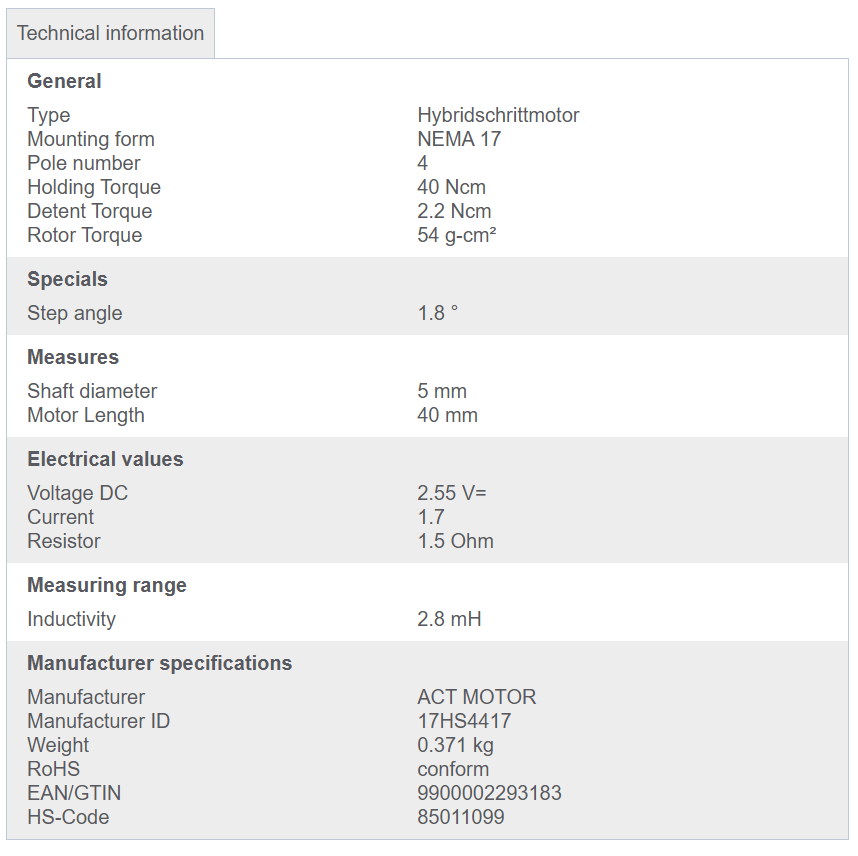 Technical information
General
Type Hybridschrittmotor
Mounting form NEMA 17
Pole number 4
Holding Torque 40 Ncm
Detent Torque 2.2 Ncm
Rotor Torque 54 g-cm²
Specials
Step angle 1.8 °
Measures
Shaft diameter 5 mm
Motor Length 40 mm
Electrical values
Voltage DC 2.55 V=
Current 1.7
Resistor 1.5 Ohm
Measuring range
Inductivity 2.8 mH
Manufacturer specifications
Manufacturer ACT MOTOR
Manufacturer ID 17HS4417
Weight 0.371 kg
RoHS conform
EAN/GTIN 9900002293183
HS-Code 85011099